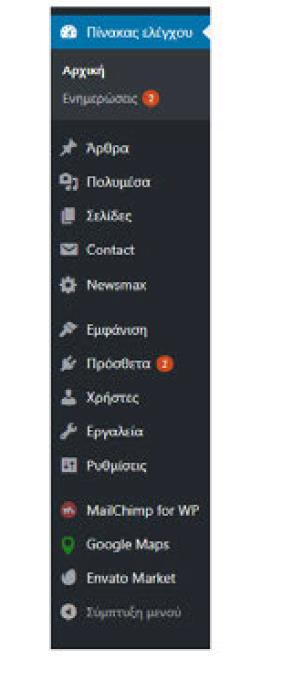 Πίνακας ελέγχου
Αρχική
Ενημερώσεις 2
Άρθρα
Πολυμέσα
Σελίδες
Contact
Newsmax
Εμφάνιση
Πρόσθετα 2
Χρήστες
Εργαλεία
Ρυθμίσεις
MailChimp for WP
Google Maps
Envato Market
Σύμπτυξη μενού